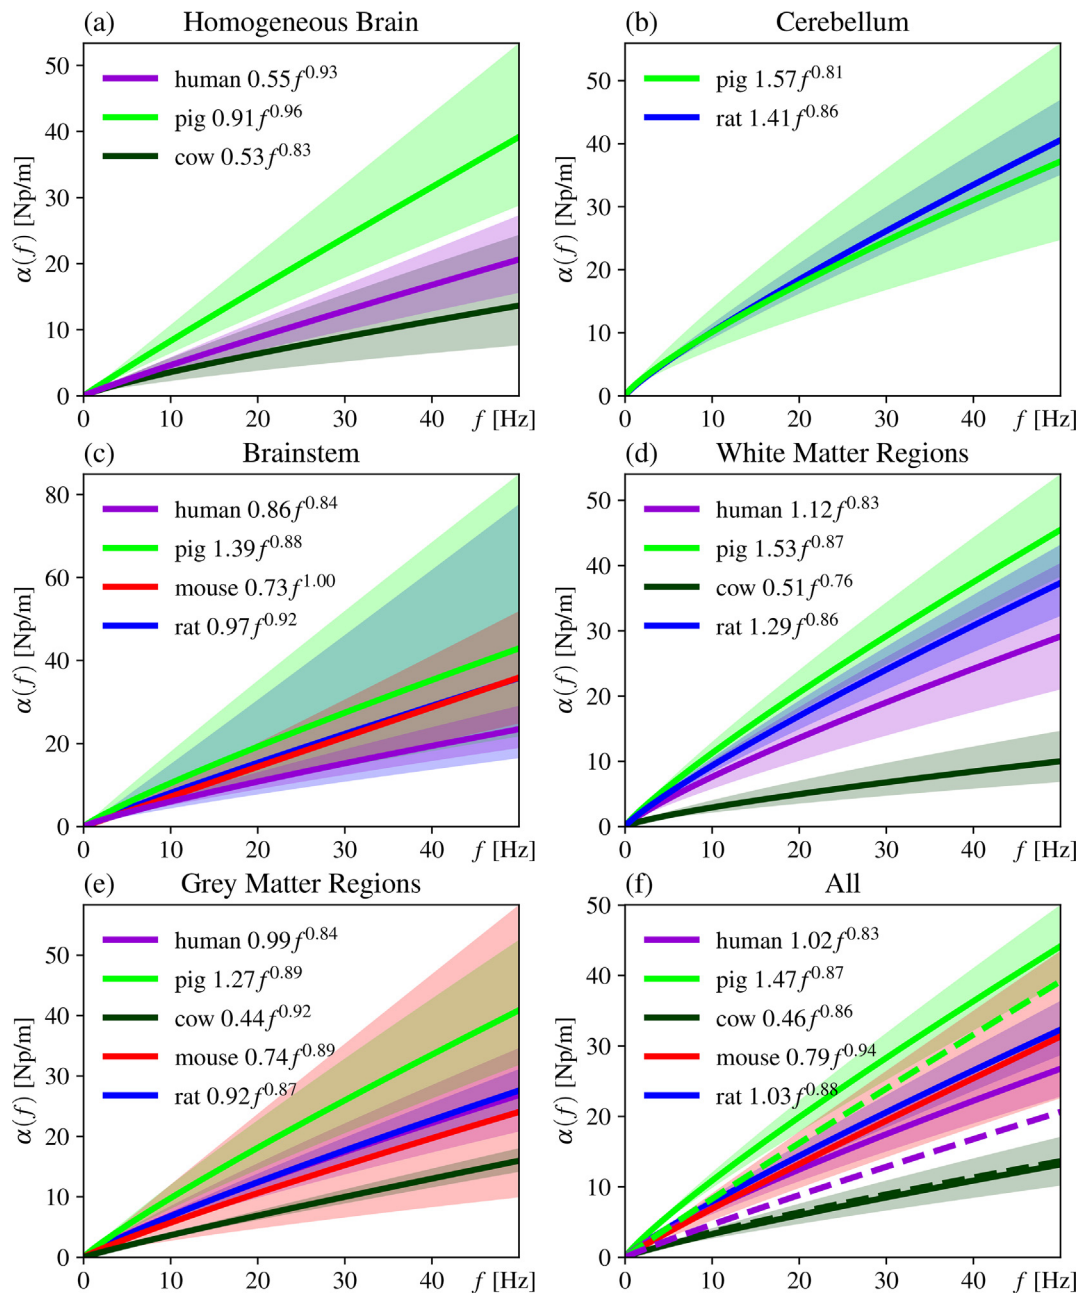 (a) Homogeneous Brain
α(f) [Np/m]
50
40
30
20
10
0
human 0.55f^0.93
pig 0.91f^0.96
cow 0.53f^0.83
0 10 20 30 40 f [Hz]
(b) Cerebellum
α(f) [Np/m]
50
40
30
20
10
0
pig 1.57f^0.81
rat 1.41f^0.86
0 10 20 30 40 f [Hz]
(c) Brainstem
α(f) [Np/m]
80
60
40
20
0
human 0.86f^0.84
pig 1.39f^0.88
mouse 0.73f^1.00
rat 0.97f^0.92
0 10 20 30 40 f [Hz]
(d) White Matter Regions
α(f) [Np/m]
50
40
30
20
10
0
human 1.12f^0.83
pig 1.53f^0.87
cow 0.51f^0.76
rat 1.29f^0.86
0 10 20 30 40 f [Hz]
(e) Grey Matter Regions
α(f) [Np/m]
50
40
30
20
10
0
human 0.99f^0.84
pig 1.27f^0.89
cow 0.44f^0.92
mouse 0.74f^0.89
rat 0.92f^0.87
0 10 20 30 40 f [Hz]
(f) All
α(f) [Np/m]
50
40
30
20
10
0
human 1.02f^0.83
pig 1.47f^0.87
cow 0.46f^0.86
mouse 0.79f^0.94
rat 1.03f^0.88
0 10 20 30 40 f [Hz]